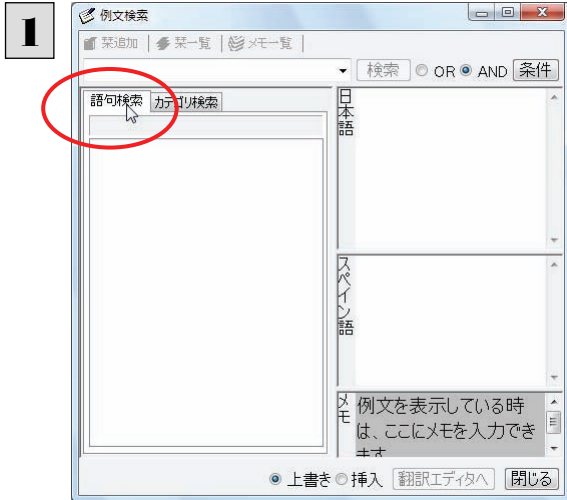 1
例文検索
栞追加 栞一覧 メモ一覧
検索 OR AND 条件
語句検索 カテゴリ検索
日本語
スペイン語
メモ
例文を表示している時
は、ここにメモを入力でき
ます
上書き 挿入 翻訳エディタへ 閉じる